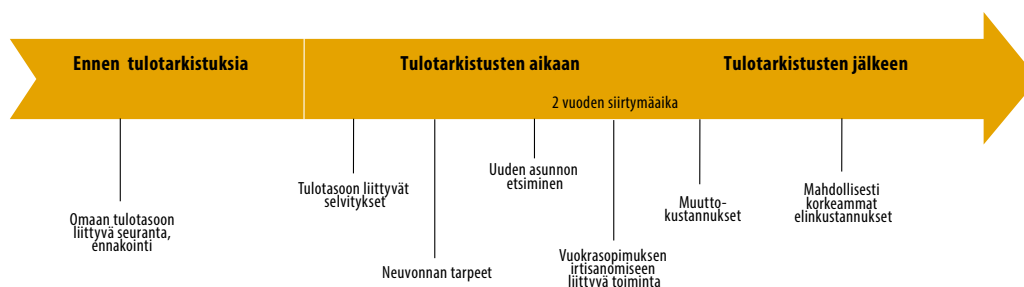 Ennen tulotarkistuksia
Tulotarkistusten aikaan
Tulotarkistusten jälkeen
2 vuoden siirtymäaika
Omaan tulotasoon
liittyvä seuranta,
ennakointi
Tulotasoon liittyvät
selvitykset
Neuvonnan tarpeet
Uuden asunnon
etsiminen
Vuokrasopimuksen
irtisanomiseen
liittyvä toiminta
Muutto-
kustannukset
Mahdollisesti
korkeammat
elinkustannukset